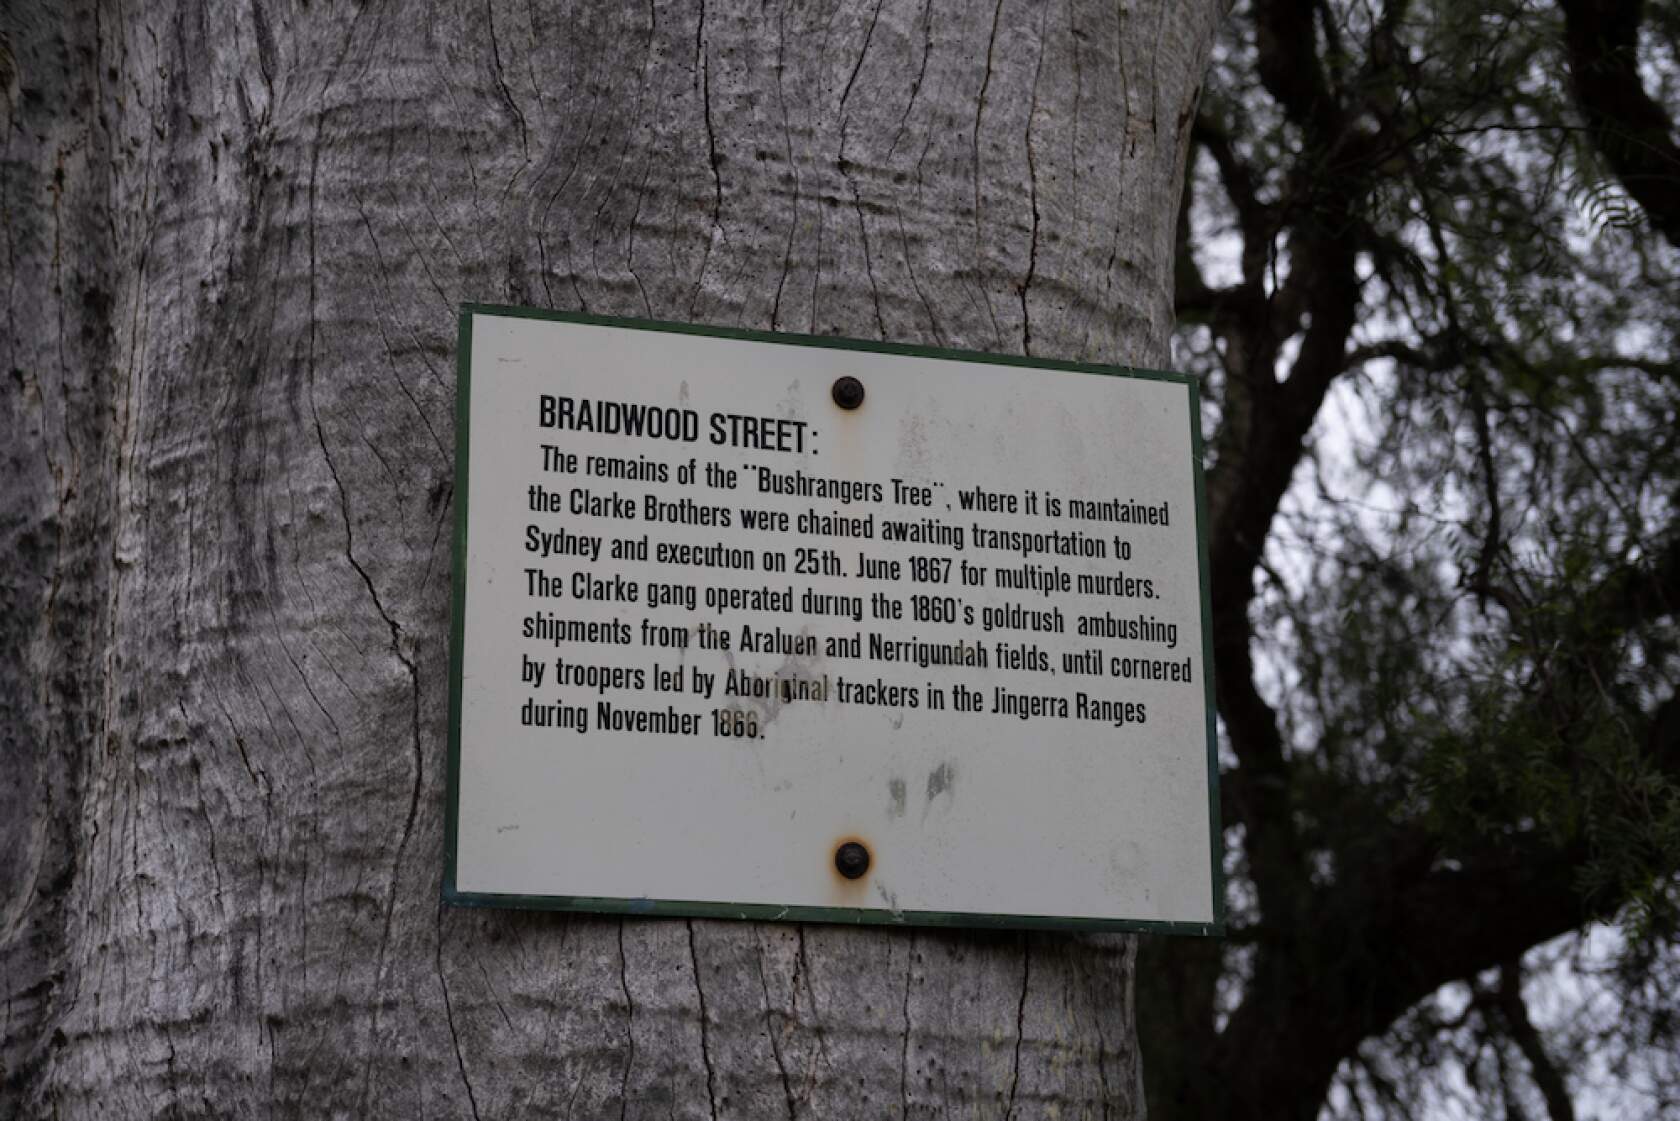 BRAIDWOOD STREET:
The remains of the ¨Bushrangers Tree¨, where it is maintained
the Clarke Brothers were chained awaiting transportation to
Sydney and execution on 25th. June 1867 for multiple murders.
The Clarke gang operated during the 1860's goldrush ambushing
shipments from the Araluen and Nerrigundah fields, until cornered
by troopers led by Aboriginal trackers in the Jingerra Ranges
during November 1866.